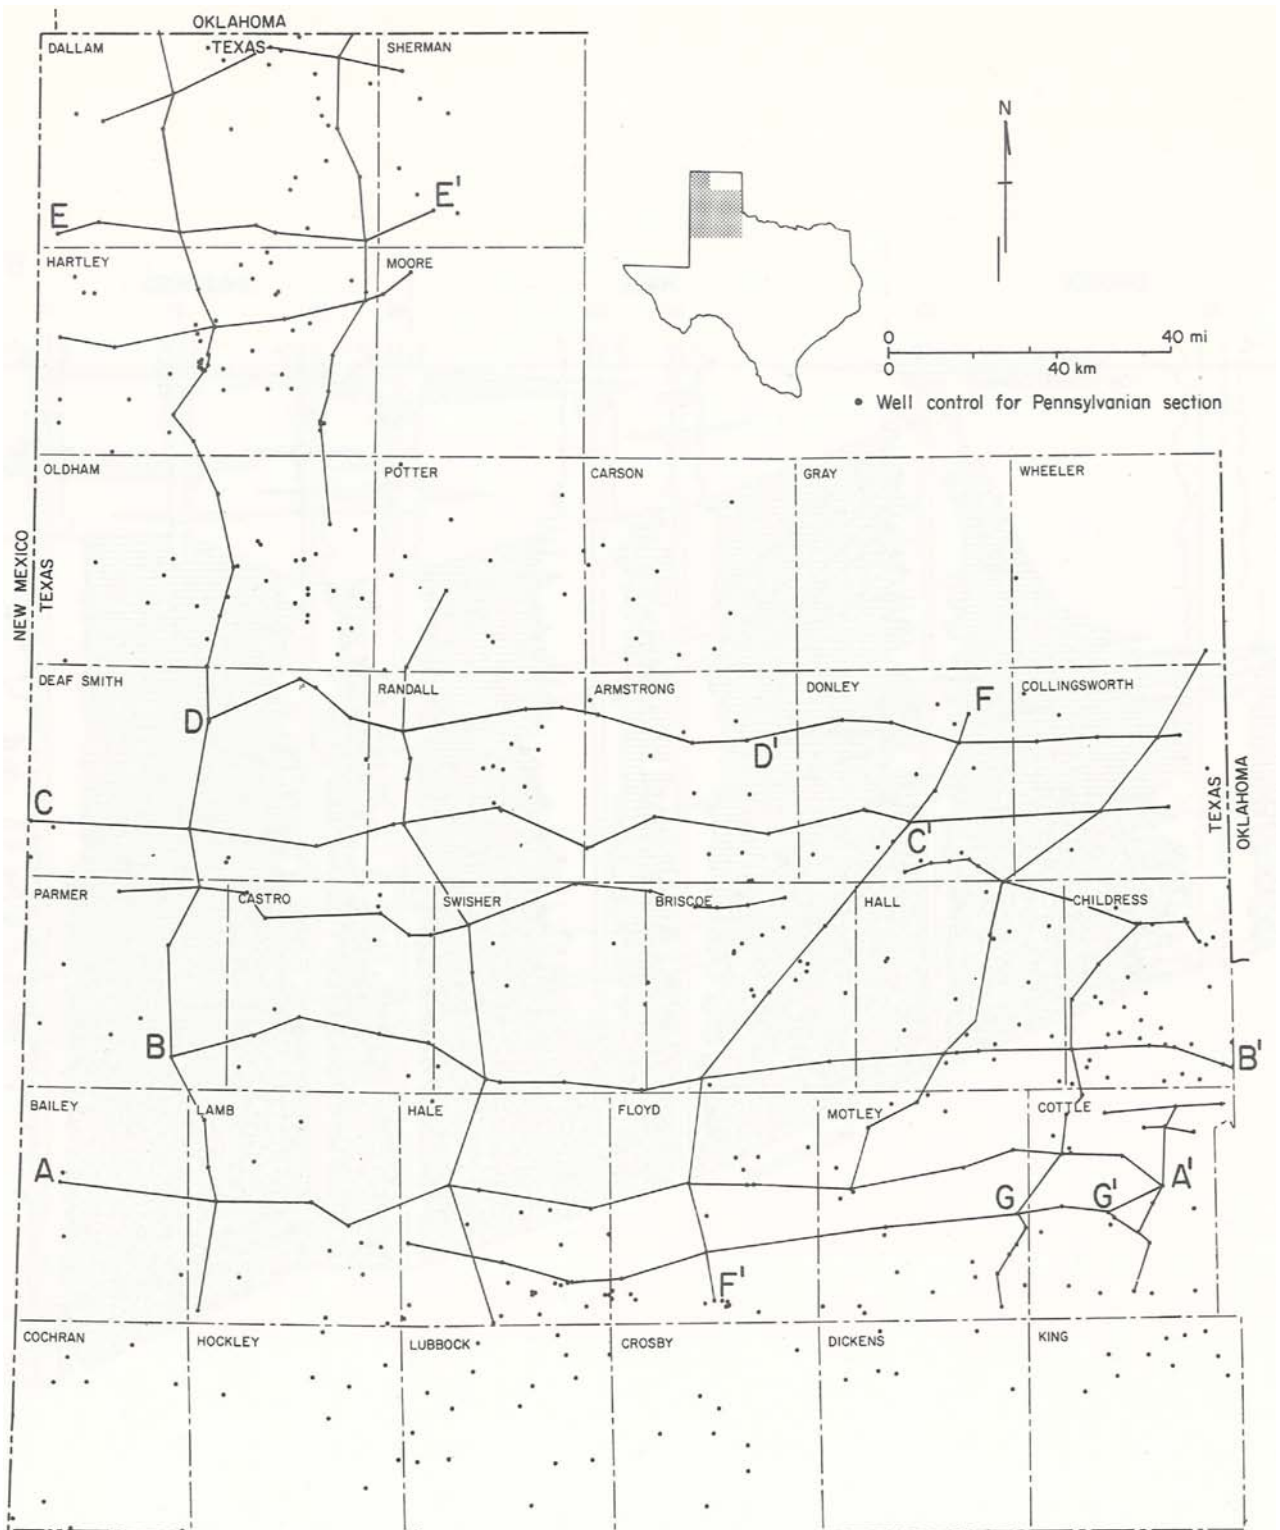 OKLAHOMA
TEXAS
DALLAM
SHERMAN
N
E
E'
HARTLEY
MOORE
0
40 mi
0
40 km
Well control for Pennsylvanian section
OLDHAM
POTTER
CARSON
GRAY
WHEELER
NEW MEXICO
TEXAS
DEAF SMITH
RANDALL
ARMSTRONG
DONLEY
COLLINGSWORTH
D
D'
F
C
C'
TEXAS
OKLAHOMA
PARMER
CASTRO
SWISHER
BRISCOE
HALL
CHILDRESS
B
B'
BAILEY
LAMB
HALE
FLOYD
MOTLEY
COTTLE
A
A'
G
G'
F'
COCHRAN
HOCKLEY
LUBBOCK
CROSBY
DICKENS
KING